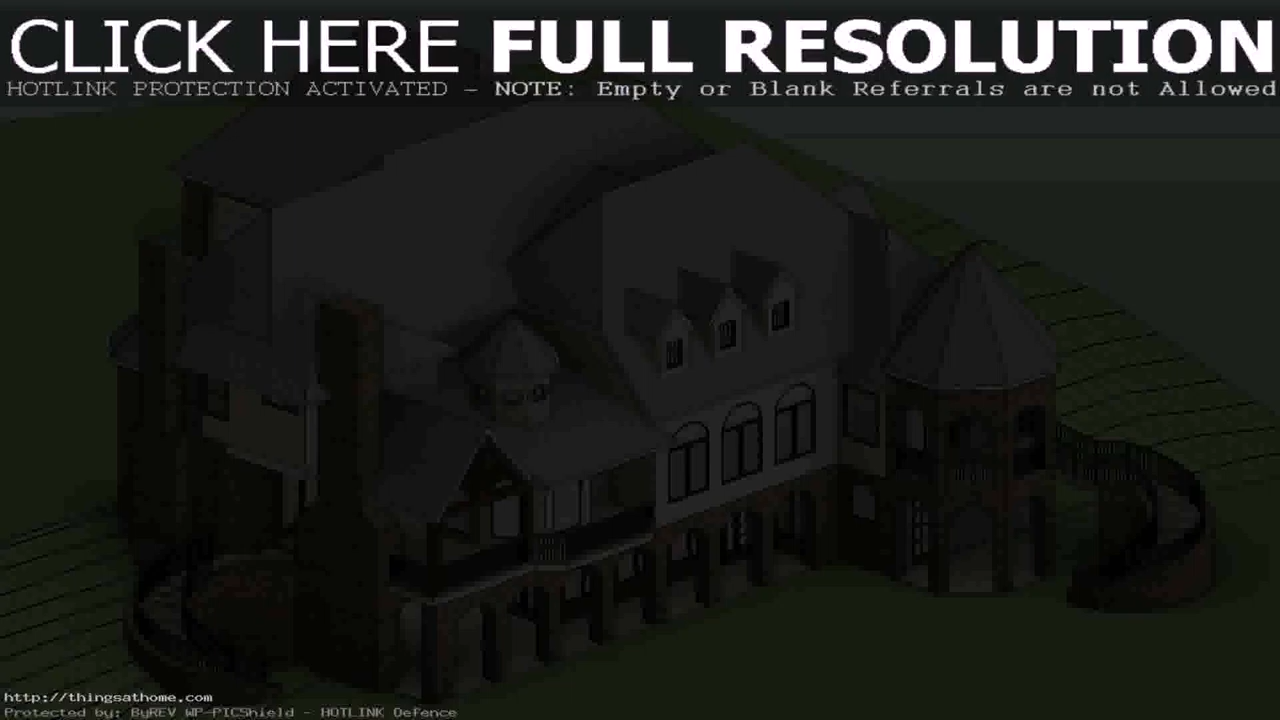 CLICK HERE FULL RESOLUTION
HOTLINK PROTECTION ACTIVATED - NOTE: Empty or Blank Referrals are not Allowed
http://thingsathome.com
Protected by: ByREV WP-PICShield - HOTLINK Defence